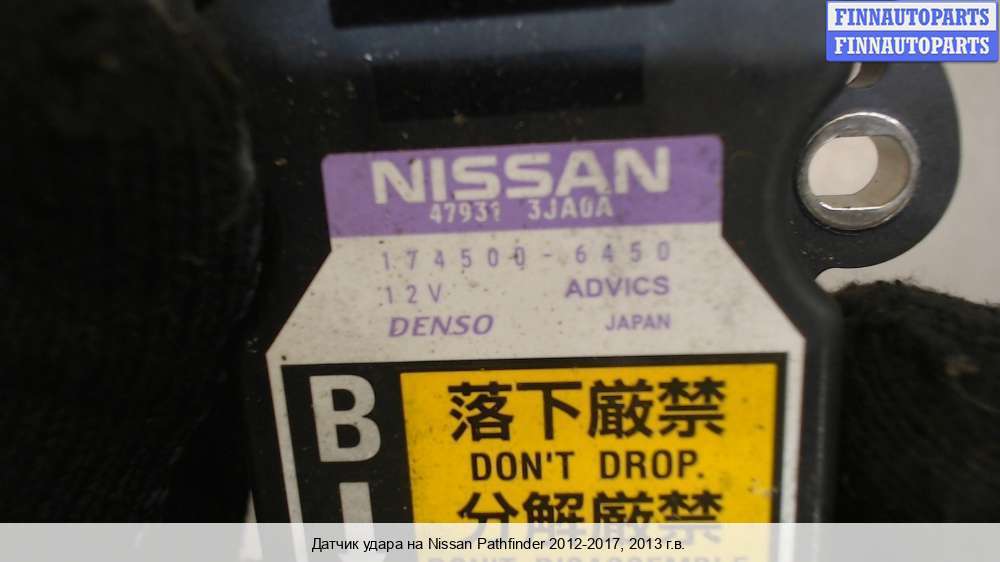 FINNAUTOPARTS
FINNAUTOPARTS
NISSAN
47931 3JA0A
174500-6450
12V ADVICS
DENSO JAPAN
B
落下厳禁
DON'T DROP.
分解厳禁
Датчик удара на Nissan Pathfinder 2012-2017, 2013 г.в.